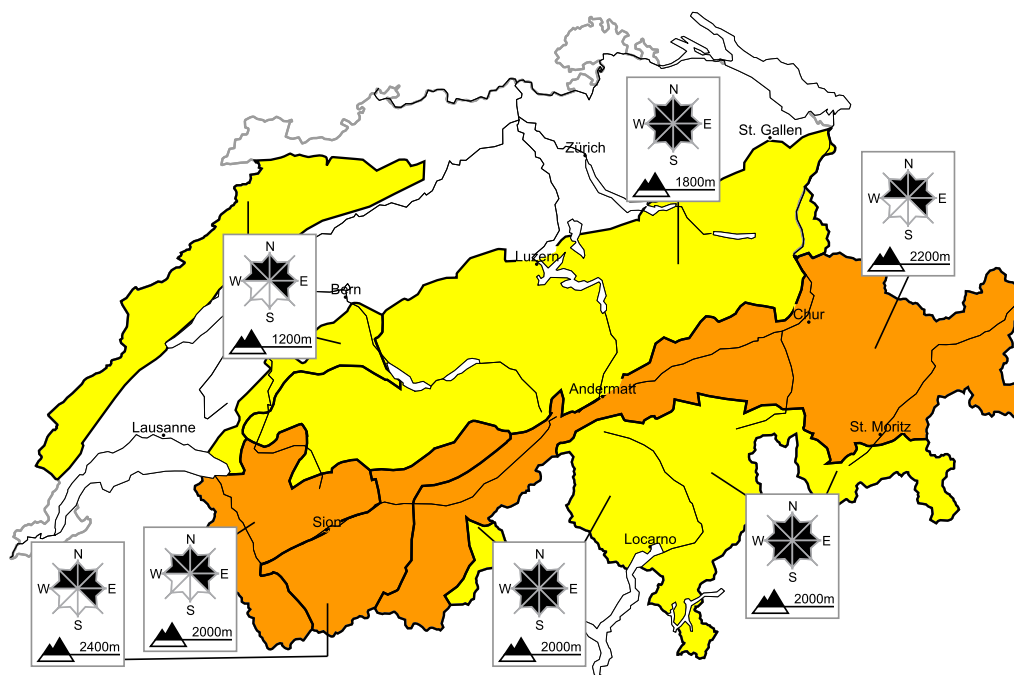 N
St. Gallen
Zürich
W E
S
1800m
N
W E
S
2200m
N
Luzern
W E
Bern
S
Chur
1200m
Andermatt
St. Moritz
Lausanne
Sion
N
W E
S
2000m
Locarno
N
W E
S
2000m
N
W E
S
2400m
N
W E
S
2000m